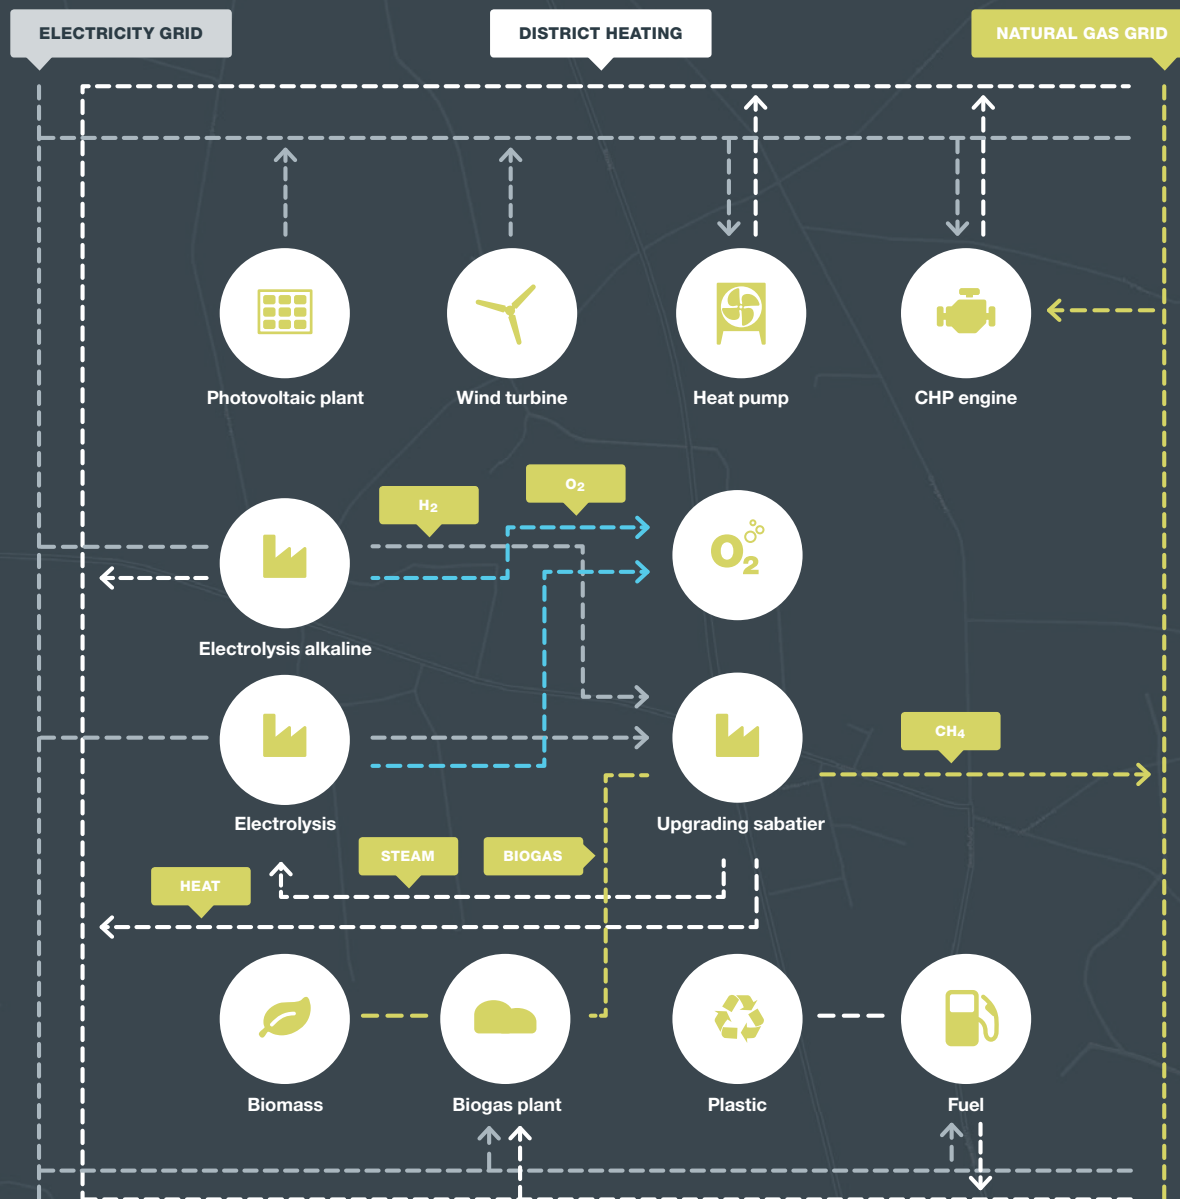 ELECTRICITY GRID
DISTRICT HEATING
NATURAL GAS GRID
Photovoltaic plant
Wind turbine
Heat pump
CHP engine
H₂
O₂
O₂
Electrolysis alkaline
CH₄
Electrolysis
Upgrading sabatier
STEAM
BIOGAS
HEAT
Biomass
Biogas plant
Plastic
Fuel